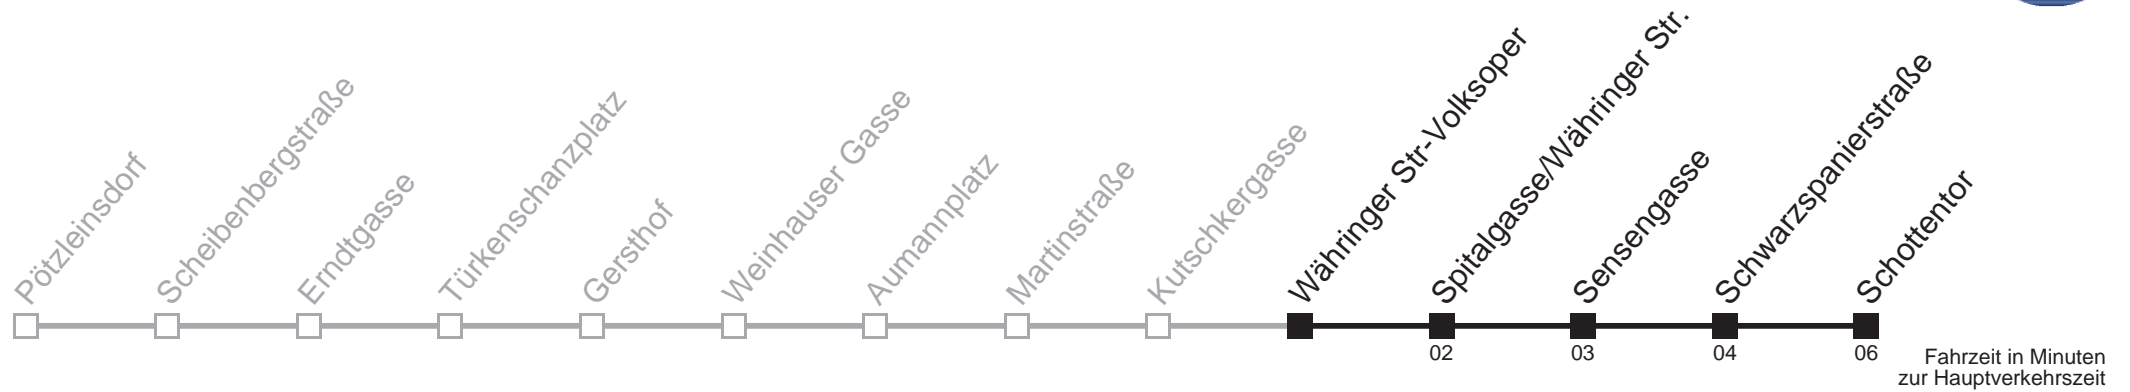 Pötzleinsdorf
Scheibenbergstraße
Erndtgasse
Türkenschanzplatz
Gersthof
Weinhauser Gasse
Aumannplatz
Martinstraße
Kutschkergasse
Währinger Str-Volksoper
Spitalgasse/Währinger Str.
Sensengasse
Schwarzspanierstraße
Schottentor
02
03
04
06
Fahrzeit in Minuten
zur Hauptverkehrszeit